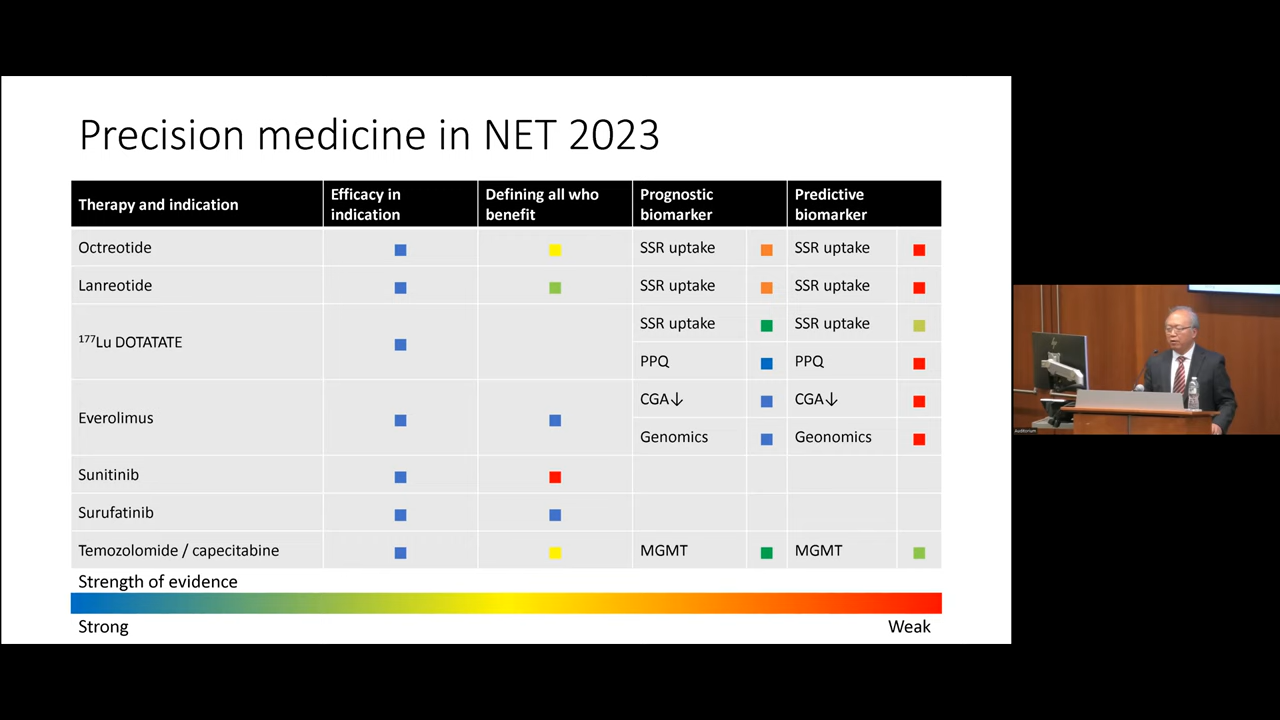 Precision medicine in NET 2023
Therapy and indication
Efficacy in
indication
Defining all who
benefit
Prognostic
biomarker
Predictive
biomarker
Octreotide
SSR uptake
SSR uptake
Lanreotide
SSR uptake
SSR uptake
¹⁷⁷Lu DOTATATE
SSR uptake
SSR uptake
PPQ
PPQ
Everolimus
CGA↓
CGA↓
Genomics
Geonomics
Sunitinib
Surufatinib
Temozolomide / capecitabine
MGMT
MGMT
Strength of evidence
Strong
Weak
Auditorium